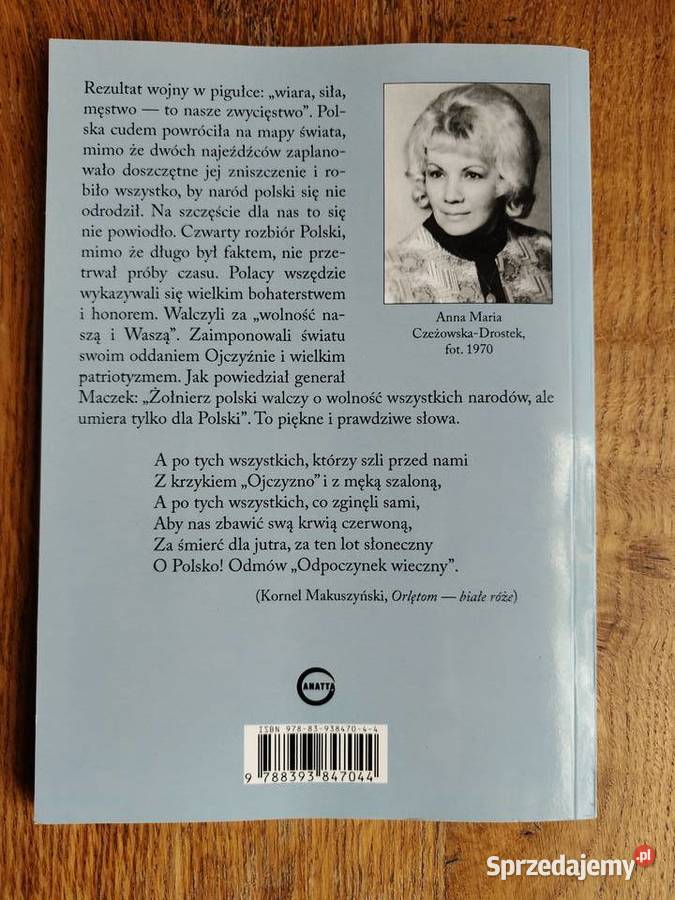 Rezultat wojny w pigułce: „wiara, siła,
męstwo — to nasze zwycięstwo”. Pol-
ska cudem powróciła na mapy świata,
mimo że dwóch najeźdźców zaplano-
wało doszczętne jej zniszczenie i ro-
biło wszystko, by naród polski się nie
odrodził. Na szczęście dla nas to się
nie powiodło. Czwarty rozbiór Polski,
mimo że długo był faktem, nie prze-
trwał próby czasu. Polacy wszędzie
wykazywali się wielkim bohaterstwem
i honorem. Walczyli za „wolność na-
szą i Waszą”. Zaimponowali światu
swoim oddaniem Ojczyźnie i wielkim
patriotyzmem. Jak powiedział generał
Maczek: „Żołnierz polski walczy o wolność wszystkich narodów, ale
umiera tylko dla Polski”. To piękne i prawdziwe słowa.
Anna Maria
Czeżowska-Drostek,
fot. 1970
A po tych wszystkich, którzy szli przed nami
Z krzykiem „Ojczyzno” i z męką szaloną,
A po tych wszystkich, co zginęli sami,
Aby nas zbawić swą krwią czerwoną,
Za śmierć dla jutra, za ten lot słoneczny
O Polsko! Odmów „Odpoczynek wieczny”.
(Kornel Makuszyński, Orlętom — białe róże)
ANATTA
ISBN 978-83-938470-4-4
9 788393 847044
Sprzedajemy.pl